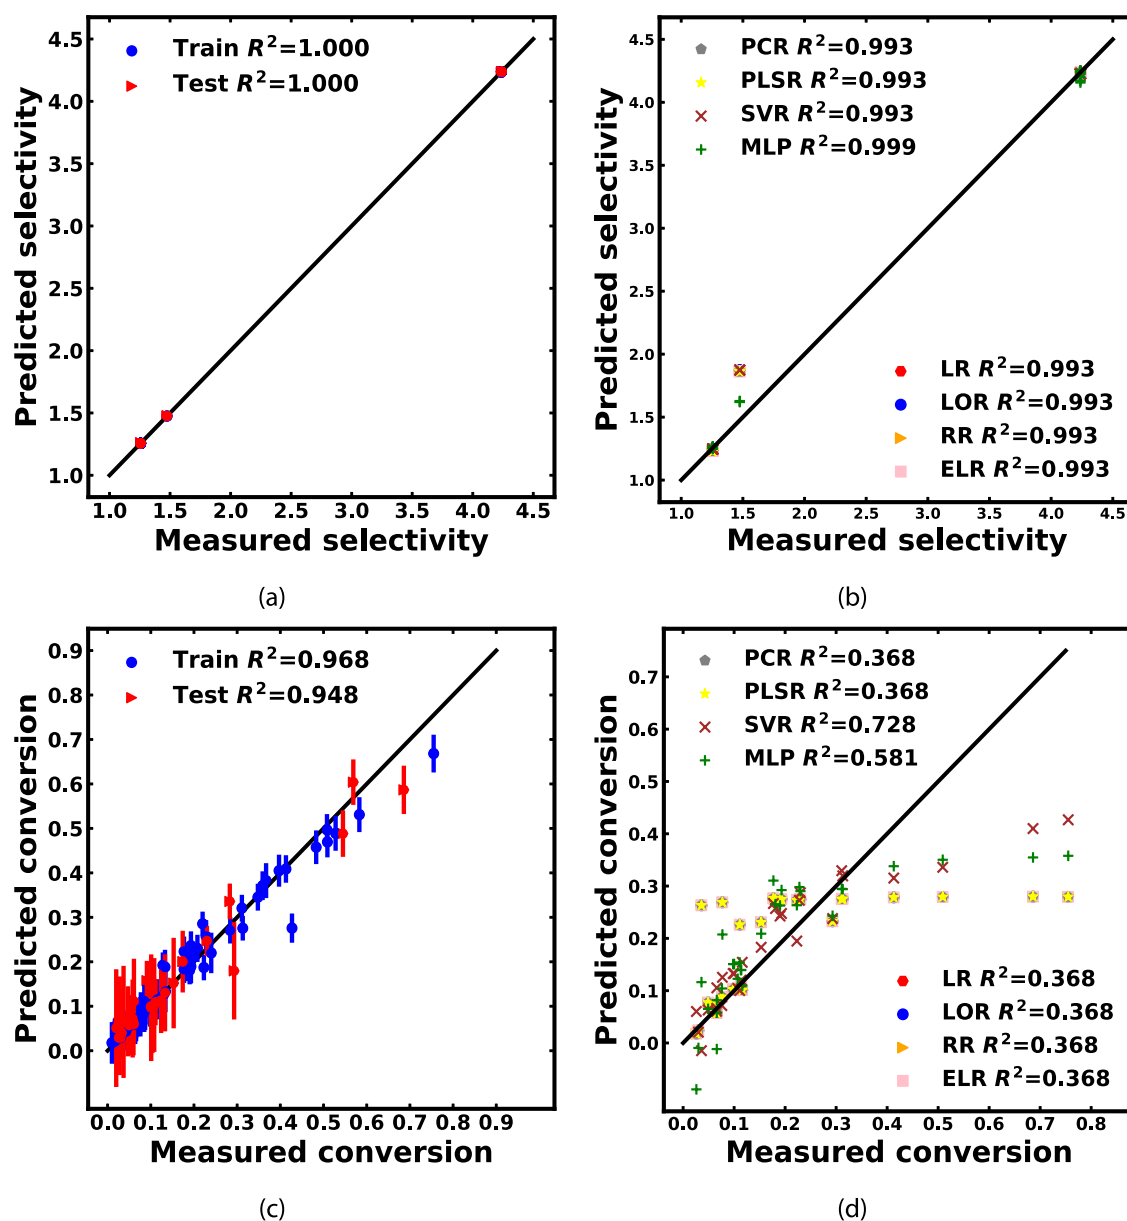 4.5
4.0
3.5
3.0
2.5
2.0
1.5
1.0
Predicted selectivity
Train R²=1.000
Test R²=1.000
1.0 1.5 2.0 2.5 3.0 3.5 4.0 4.5
Measured selectivity
(a)
4.5
4.0
3.5
3.0
2.5
2.0
1.5
1.0
Predicted selectivity
PCR R²=0.993
PLSR R²=0.993
SVR R²=0.993
MLP R²=0.999
LR R²=0.993
LOR R²=0.993
RR R²=0.993
ELR R²=0.993
1.0 1.5 2.0 2.5 3.0 3.5 4.0 4.5
Measured selectivity
(b)
0.9
0.8
0.7
0.6
0.5
0.4
0.3
0.2
0.1
0.0
Predicted conversion
Train R²=0.968
Test R²=0.948
0.0 0.1 0.2 0.3 0.4 0.5 0.6 0.7 0.8 0.9
Measured conversion
(c)
0.7
0.6
0.5
0.4
0.3
0.2
0.1
0.0
Predicted conversion
PCR R²=0.368
PLSR R²=0.368
SVR R²=0.728
MLP R²=0.581
LR R²=0.368
LOR R²=0.368
RR R²=0.368
ELR R²=0.368
0.0 0.1 0.2 0.3 0.4 0.5 0.6 0.7 0.8
Measured conversion
(d)